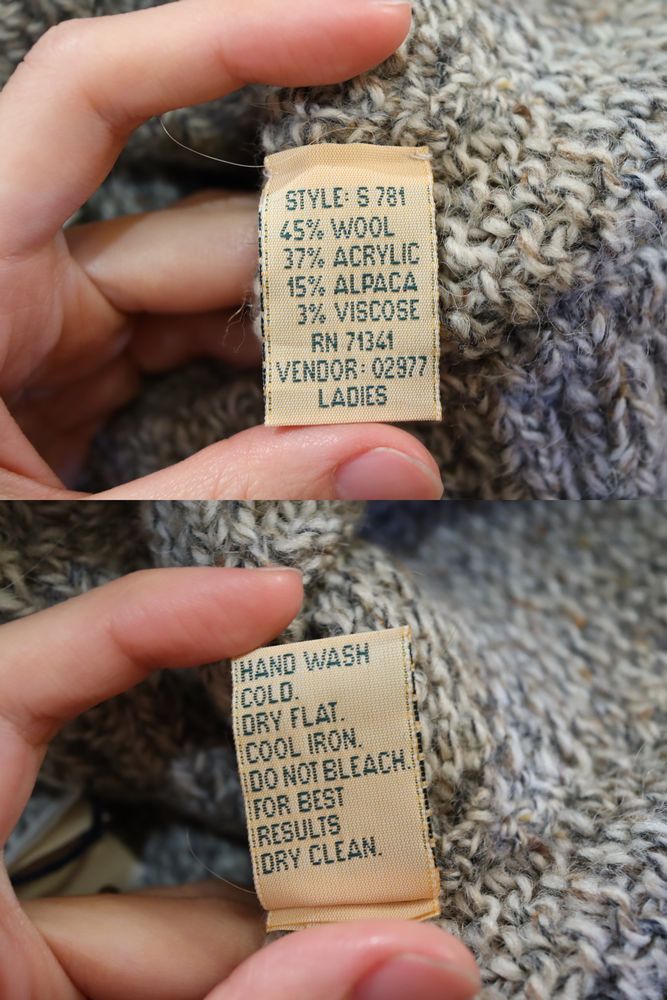 STYLE: S 781
45% WOOL
37% ACRYLIC
15% ALPACA
3% VISCOSE
RN 71341
VENDOR: 02977
LADIES
HAND WASH
COLD.
DRY FLAT.
COOL IRON.
DO NOT BLEACH.
FOR BEST
RESULTS
DRY CLEAN.